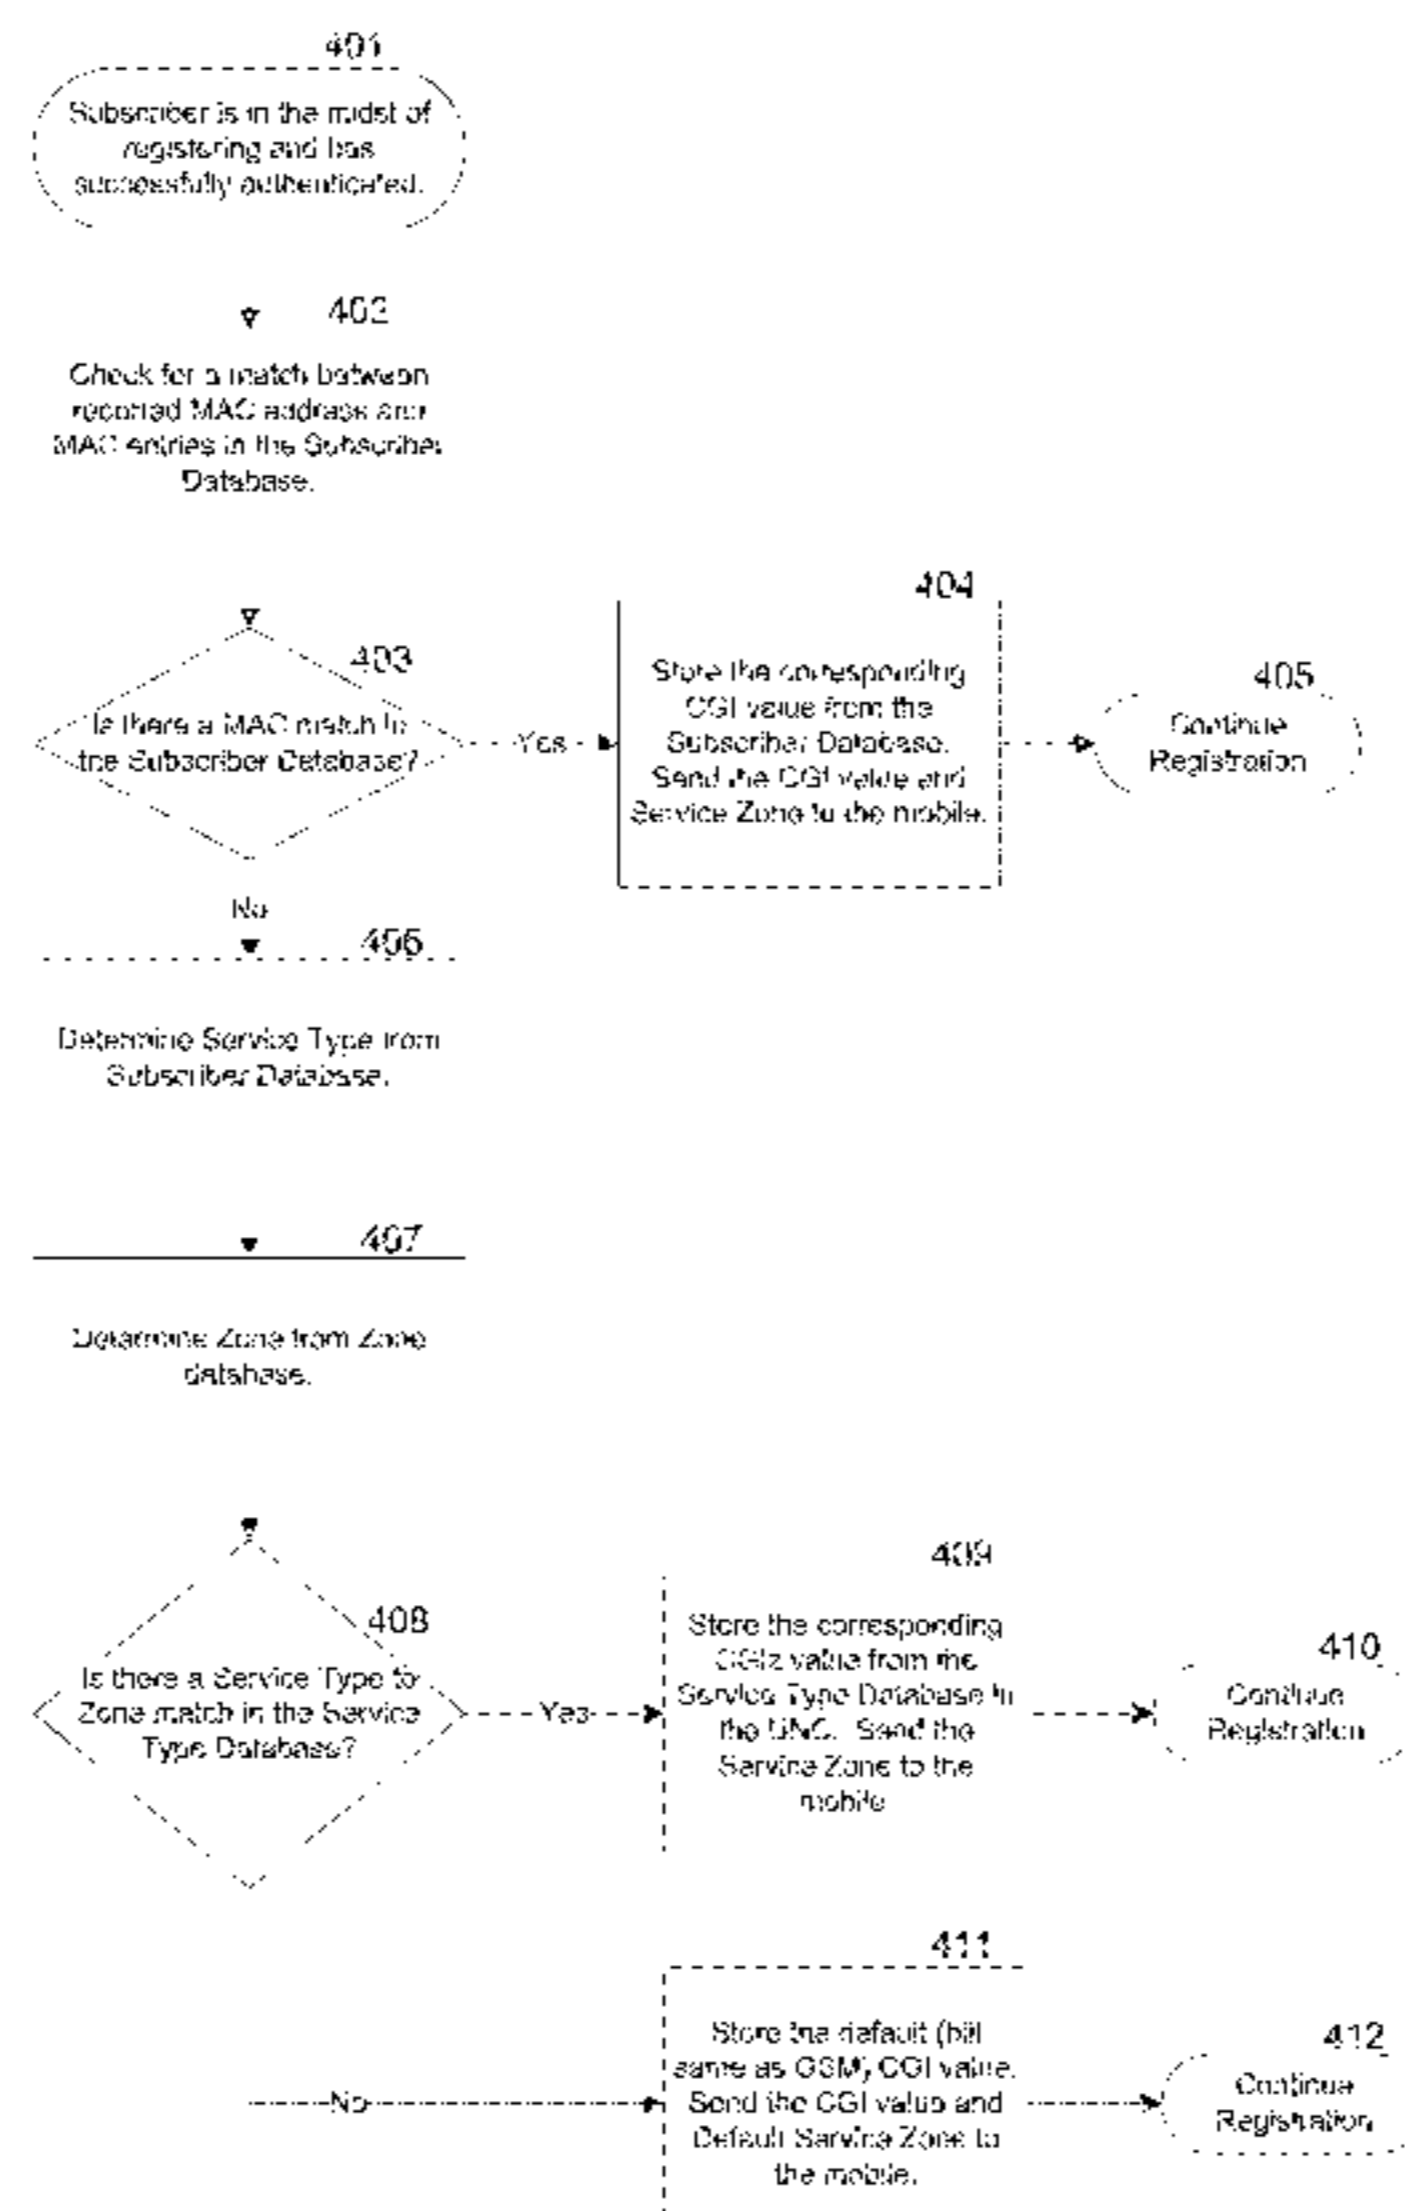 401
Subscriber is in the midst of
registering and has
successfully authenticated.
402
Check for a match between
reported MAC address and
MAC entries in the Subscriber
Database.
403
Is there a MAC match in
the Subscriber Database?
Yes
404
Store the corresponding
CGI value from the
Subscriber Database.
Send the CGI value and
Service Zone to the mobile.
405
Continue
Registration
No
406
Determine Service Type from
Subscriber Database.
407
Determine Zone from Zone
database.
408
Is there a Service Type to
Zone match in the Service
Type Database?
Yes
409
Store the corresponding
CGIz value from the
Service Type Database in
the UNC. Send the
Service Zone to the
mobile
410
Continue
Registration
No
411
Store the default (bill
same as GSM) CGI value.
Send the CGI value and
Default Service Zone to
the mobile.
412
Continue
Registration